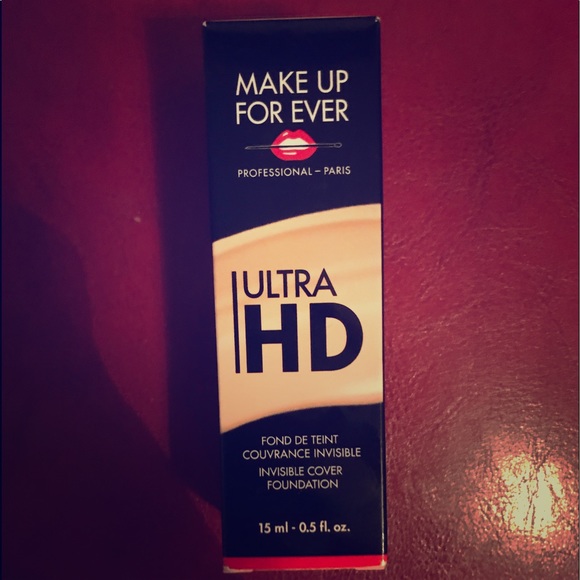 MAKE UP
FOR EVER
PROFESSIONAL – PARIS
ULTRA
HD
FOND DE TEINT
COUVRANCE INVISIBLE
INVISIBLE COVER
FOUNDATION
15 ml - 0.5 fl. oz.